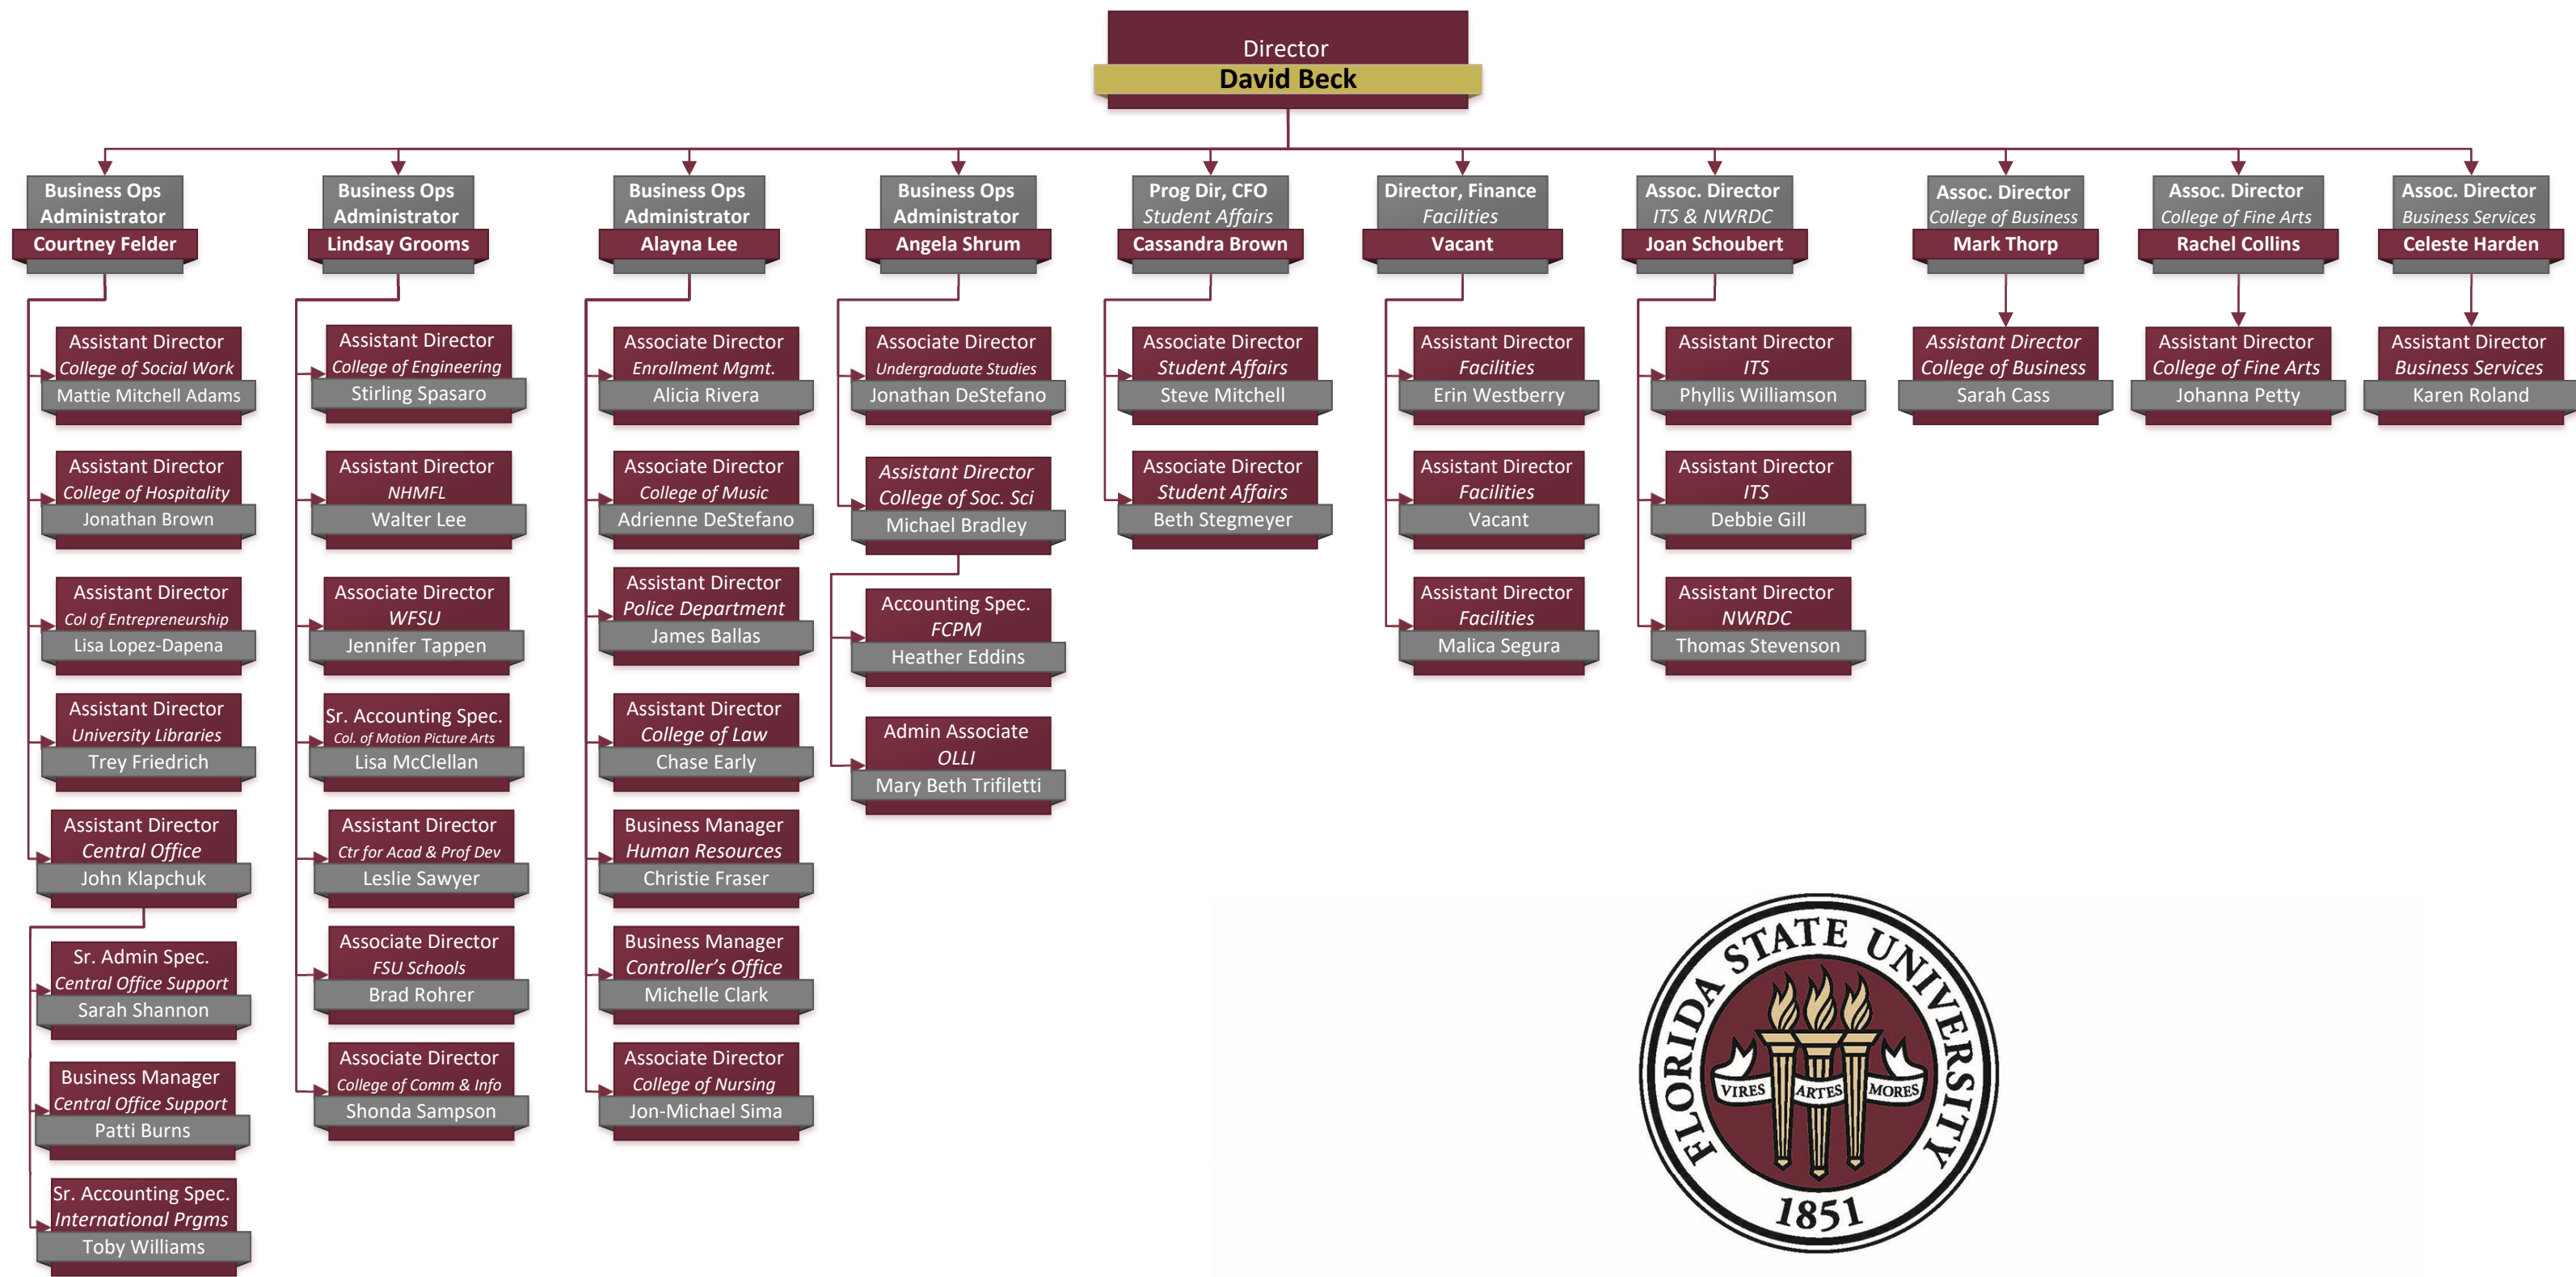 Director
David Beck
Business Ops
Administrator
Courtney Felder
Assistant Director
College of Social Work
Mattie Mitchell Adams
Assistant Director
College of Hospitality
Jonathan Brown
Assistant Director
Col of Entrepreneurship
Lisa Lopez-Dapena
Assistant Director
University Libraries
Trey Friedrich
Assistant Director
Central Office
John Klapchuk
Sr. Admin Spec.
Central Office Support
Sarah Shannon
Business Manager
Central Office Support
Patti Burns
Sr. Accounting Spec.
International Prgms
Toby Williams
Business Ops
Administrator
Lindsay Grooms
Assistant Director
College of Engineering
Stirling Spasaro
Assistant Director
NHMFL
Walter Lee
Associate Director
WFSU
Jennifer Tappen
Sr. Accounting Spec.
Col. of Motion Picture Arts
Lisa McClellan
Assistant Director
Ctr for Acad & Prof Dev
Leslie Sawyer
Associate Director
FSU Schools
Brad Rohrer
Associate Director
College of Comm & Info
Shonda Sampson
Business Ops
Administrator
Alayna Lee
Associate Director
Enrollment Mgmt.
Alicia Rivera
Associate Director
College of Music
Adrienne DeStefano
Assistant Director
Police Department
James Ballas
Assistant Director
College of Law
Chase Early
Business Manager
Human Resources
Christie Fraser
Business Manager
Controller’s Office
Michelle Clark
Associate Director
College of Nursing
Jon-Michael Sima
Business Ops
Administrator
Angela Shrum
Associate Director
Undergraduate Studies
Jonathan DeStefano
Assistant Director
College of Soc. Sci
Michael Bradley
Accounting Spec.
FCPM
Heather Eddins
Admin Associate
OLLI
Mary Beth Trifiletti
Prog Dir, CFO
Student Affairs
Cassandra Brown
Associate Director
Student Affairs
Steve Mitchell
Associate Director
Student Affairs
Beth Stegmeyer
Director, Finance
Facilities
Vacant
Assistant Director
Facilities
Erin Westberry
Assistant Director
Facilities
Vacant
Assistant Director
Facilities
Malica Segura
Assoc. Director
ITS & NWRDC
Joan Schoubert
Assistant Director
ITS
Phyllis Williamson
Assistant Director
ITS
Debbie Gill
Assistant Director
NWRDC
Thomas Stevenson
Assoc. Director
College of Business
Mark Thorp
Assistant Director
College of Business
Sarah Cass
Assoc. Director
College of Fine Arts
Rachel Collins
Assistant Director
College of Fine Arts
Johanna Petty
Assoc. Director
Business Services
Celeste Harden
Assistant Director
Business Services
Karen Roland
FLORIDA STATE UNIVERSITY
VIRES ARTES MORES
1851